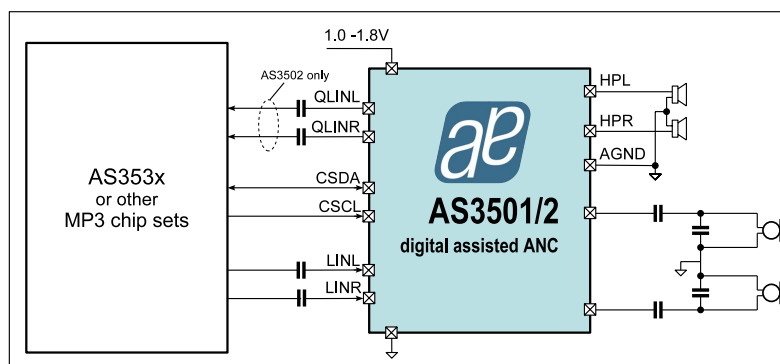 1.0 -1.8V
AS3502 only
QLINL
QLINR
CSDA
CSCL
LINL
LINR
AS353x
or other
MP3 chip sets
ae
AS3501/2
digital assisted ANC
HPL
HPR
AGND